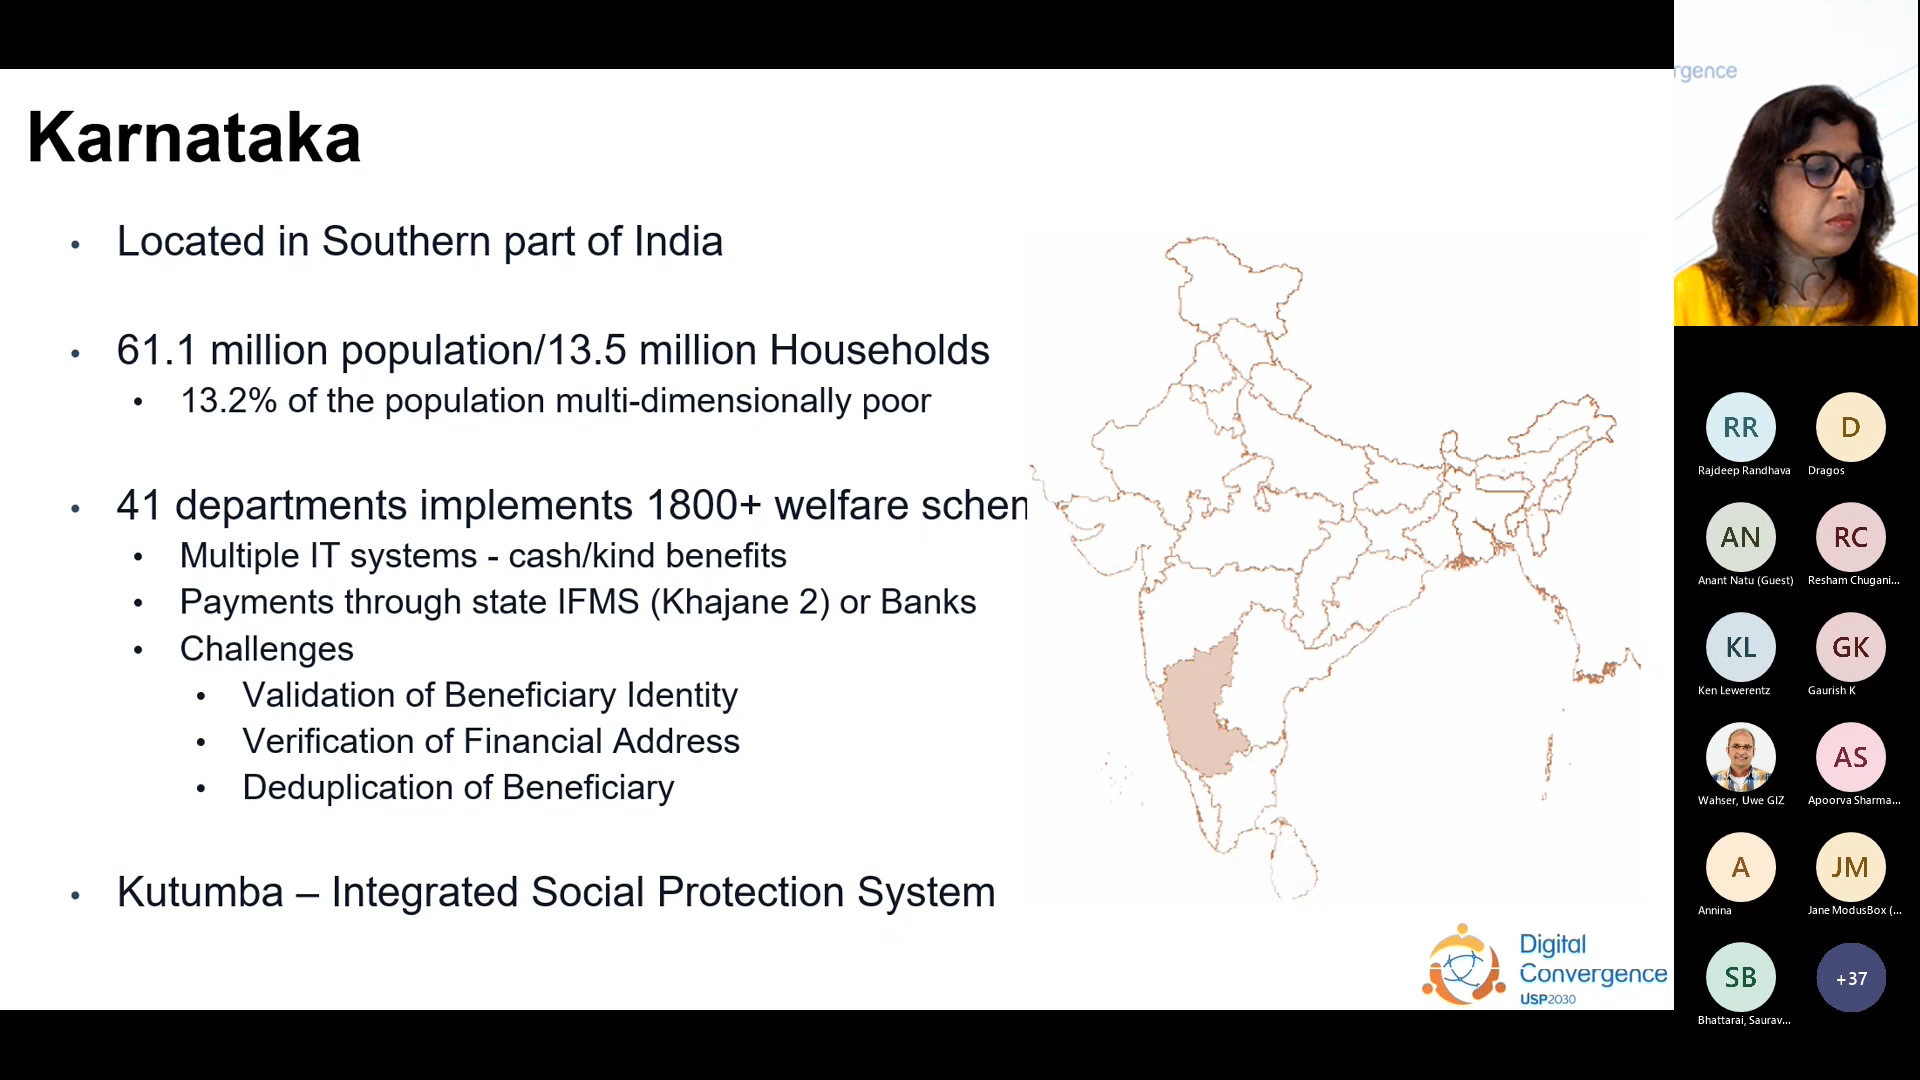 Karnataka
• Located in Southern part of India
• 61.1 million population/13.5 million Households
• 13.2% of the population multi-dimensionally poor
• 41 departments implements 1800+ welfare schem
• Multiple IT systems - cash/kind benefits
• Payments through state IFMS (Khajane 2) or Banks
• Challenges
• Validation of Beneficiary Identity
• Verification of Financial Address
• Deduplication of Beneficiary
• Kutumba – Integrated Social Protection System
Digital
Convergence
USP2030
rgence
RR
Rajdeep Randhava
D
Dragos
AN
Anant Natu (Guest)
RC
Resham Chugani...
KL
Ken Lewerentz
GK
Gaurish K
Wahser, Uwe GIZ
AS
Apoorva Sharma...
A
Annina
JM
Jane ModusBox (...
SB
Bhattarai, Saurav...
+37